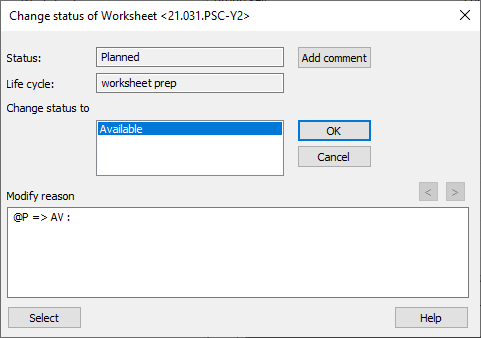 Change status of Worksheet <21.031.PSC-Y2>
Status: Planned Add comment
Life cycle: worksheet prep
Change status to
Available OK
Cancel
Modify reason < >
@P => AV :
Select Help